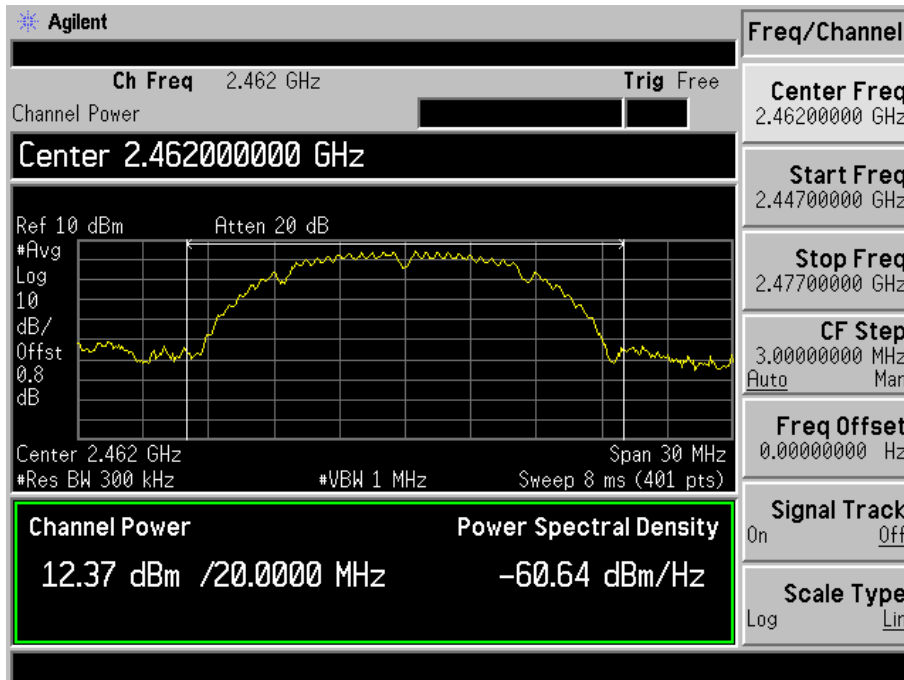 Agilent
Freq/Channel
Ch Freq 2.462 GHz Trig Free
Channel Power
Center 2.462000000 GHz
Ref 10 dBm Atten 20 dB
#Avg
Log
10
dB/
Offst
0.8
dB
Center 2.462 GHz Span 30 MHz
#Res BW 300 kHz #VBW 1 MHz Sweep 8 ms (401 pts)
Channel Power Power Spectral Density
12.37 dBm /20.0000 MHz -60.64 dBm/Hz
Center Freq
2.46200000 GHz
Start Freq
2.44700000 GHz
Stop Freq
2.47700000 GHz
CF Step
3.00000000 MHz
Auto Man
Freq Offset
0.00000000 Hz
Signal Track
On Off
Scale Type
Log Lin